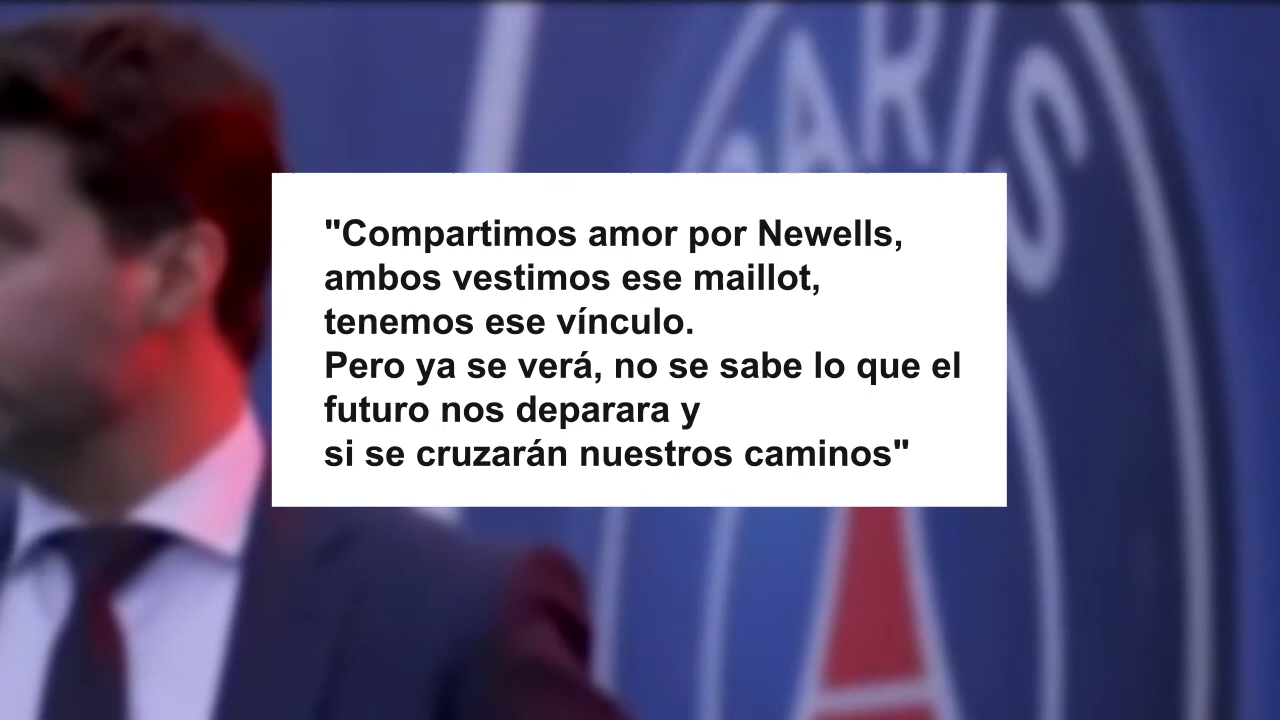 PARIS
"Compartimos amor por Newells,
ambos vestimos ese maillot,
tenemos ese vínculo.
Pero ya se verá, no se sabe lo que el
futuro nos deparara y
si se cruzarán nuestros caminos"